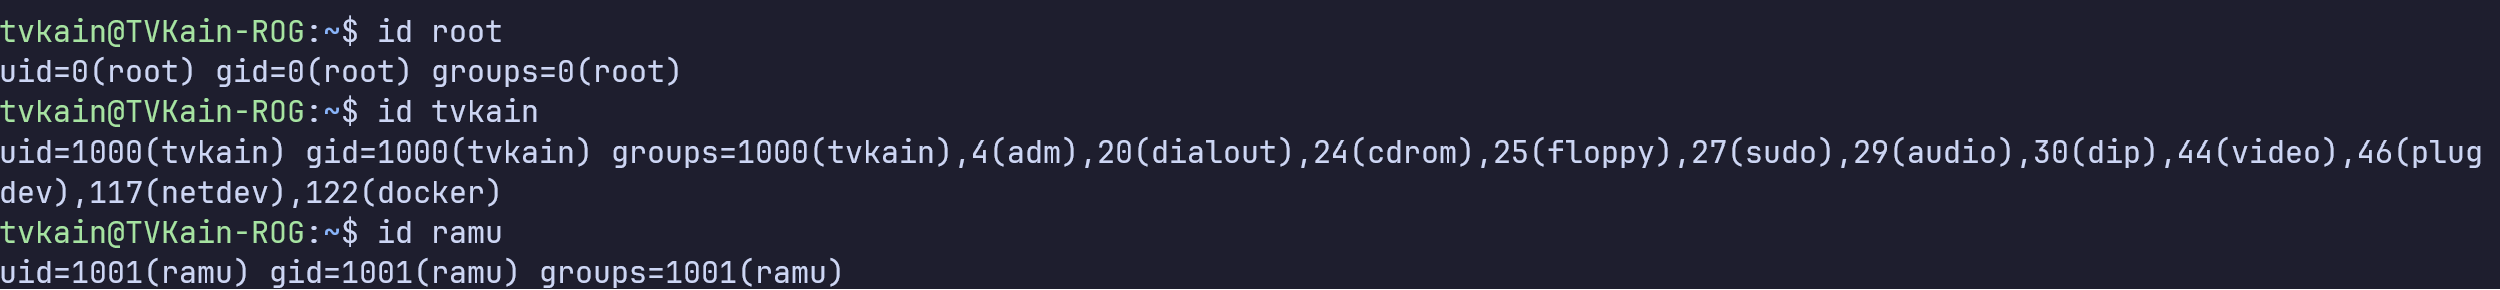 tvkain@TVKain-ROG:~$ id root
uid=0(root) gid=0(root) groups=0(root)
tvkain@TVKain-ROG:~$ id tvkain
uid=1000(tvkain) gid=1000(tvkain) groups=1000(tvkain),4(adm),20(dialout),24(cdrom),25(floppy),27(sudo),29(audio),30(dip),44(video),46(plug
dev),117(netdev),122(docker)
tvkain@TVKain-ROG:~$ id ramu
uid=1001(ramu) gid=1001(ramu) groups=1001(ramu)